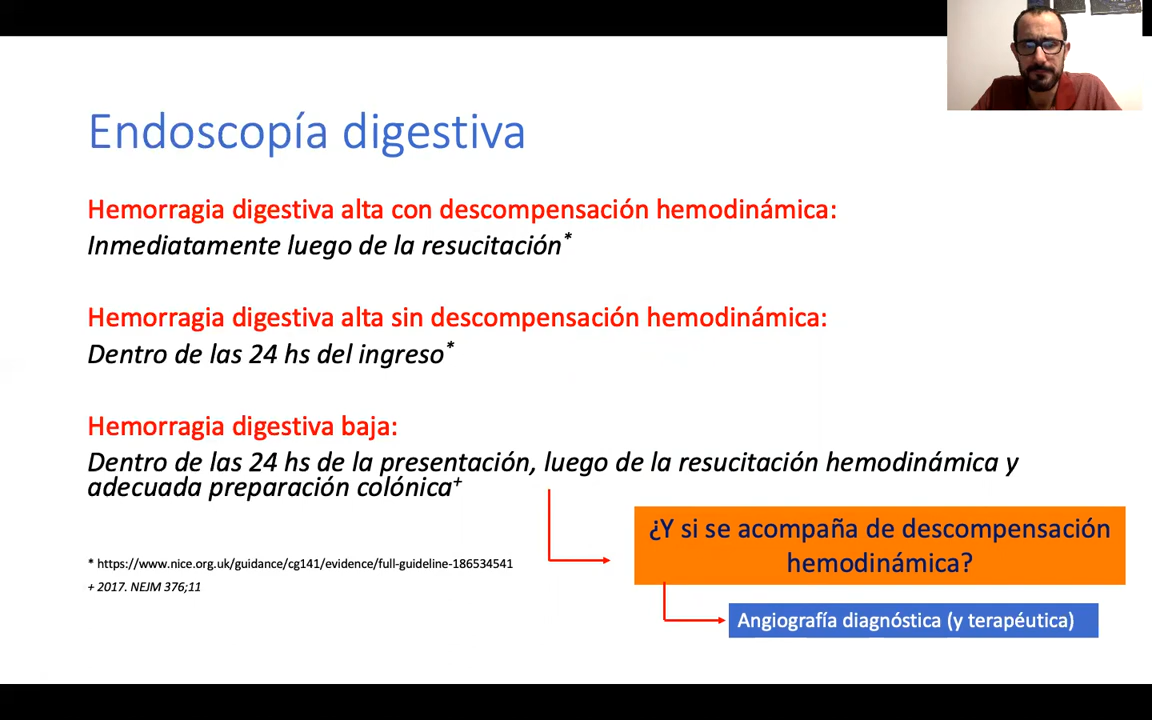 Endoscopía digestiva
Hemorragia digestiva alta con descompensación hemodinámica:
Inmediatamente luego de la resucitación*
Hemorragia digestiva alta sin descompensación hemodinámica:
Dentro de las 24 hs del ingreso*
Hemorragia digestiva baja:
Dentro de las 24 hs de la presentación, luego de la resucitación hemodinámica y
adecuada preparación colónica+
¿Y si se acompaña de descompensación
hemodinámica?
* https://www.nice.org.uk/guidance/cg141/evidence/full-guideline-186534541
+ 2017. NEJM 376;11
Angiografía diagnóstica (y terapéutica)